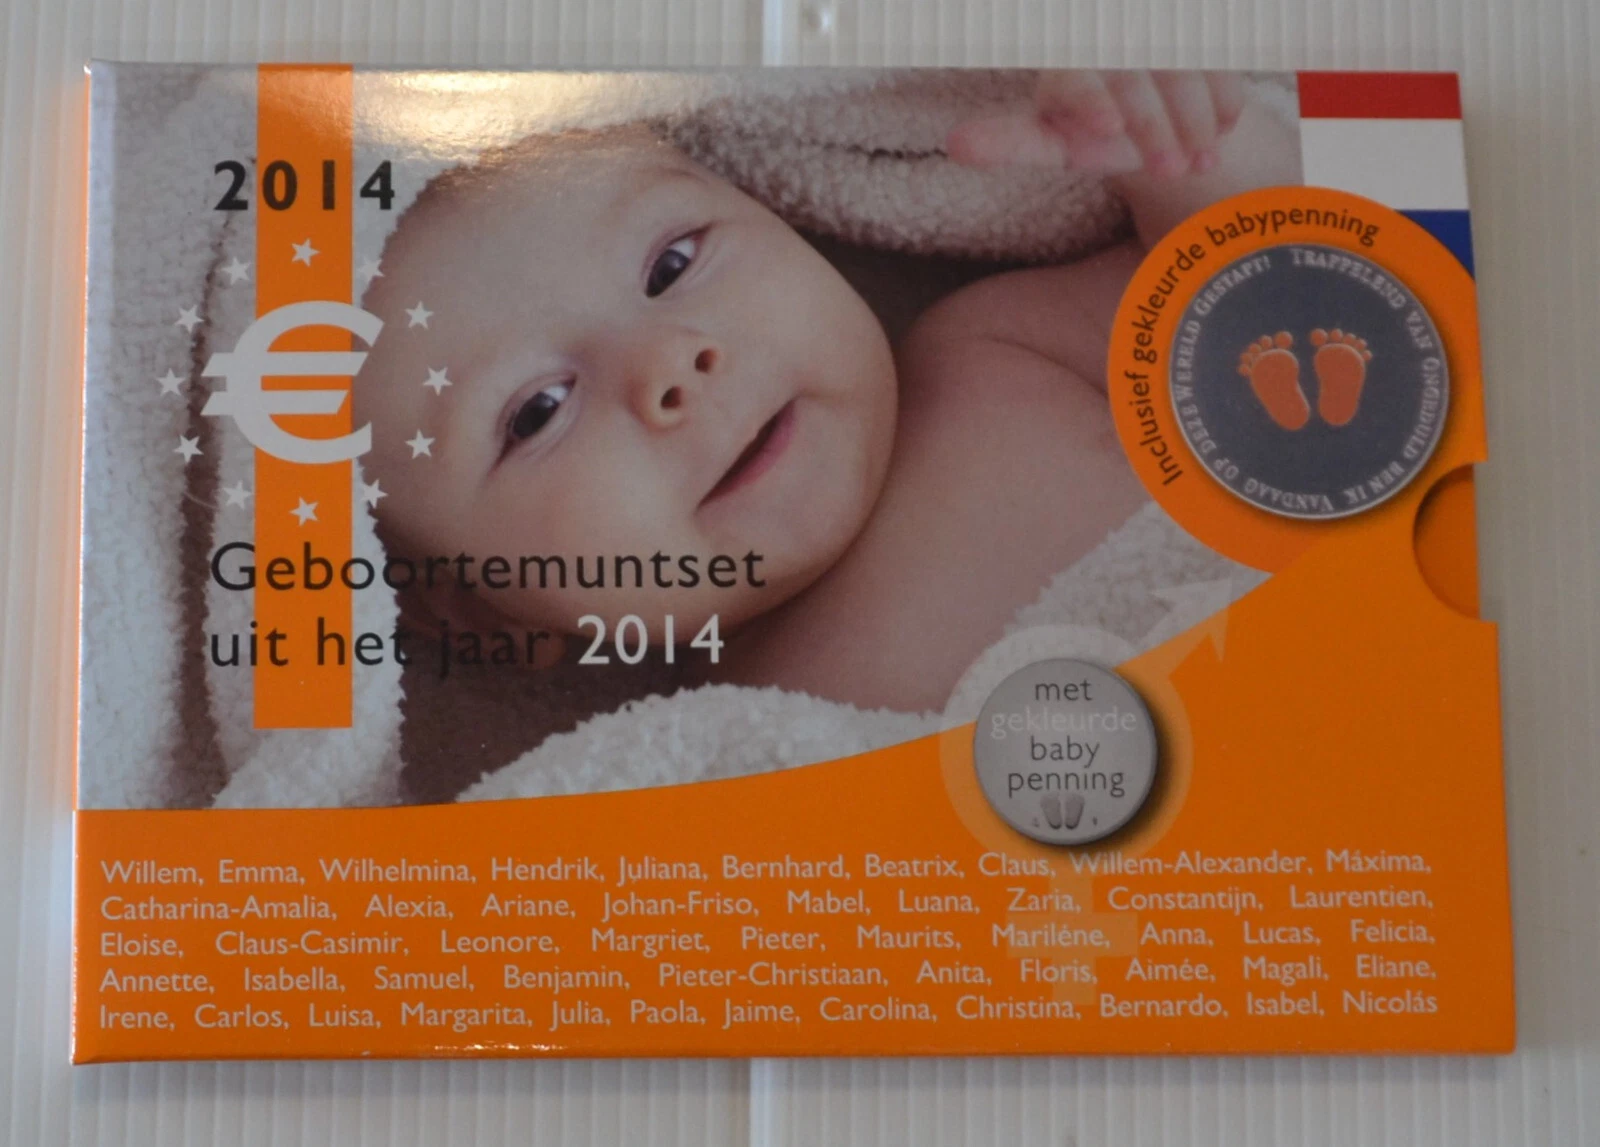 2014
€
Geboortemuntset
uit het jaar 2014
Inclusief gekleurde babypenning
TRAPPELEND VAN ONGEDULD BEN IK VANDAAG OP DEZE WERELD GESTAPT!
met
gekleurde
baby
penning
Willem, Emma, Wilhelmina, Hendrik, Juliana, Bernhard, Beatrix, Claus, Willem-Alexander, Máxima,
Catharina-Amalia, Alexia, Ariane, Johan-Friso, Mabel, Luana, Zaria, Constantijn, Laurentien,
Eloise, Claus-Casimir, Leonore, Margriet, Pieter, Maurits, Marilène, Anna, Lucas, Felicia,
Annette, Isabella, Samuel, Benjamin, Pieter-Christiaan, Anita, Floris, Aimée, Magali, Eliane,
Irene, Carlos, Luisa, Margarita, Julia, Paola, Jaime, Carolina, Christina, Bernardo, Isabel, Nicolás